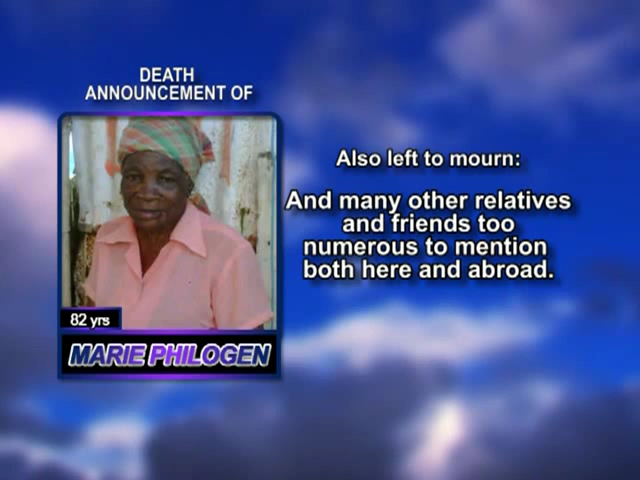 DEATH
ANNOUNCEMENT OF
82 yrs
MARIE PHILOGEN
Also left to mourn:
And many other relatives
and friends too
numerous to mention
both here and abroad.